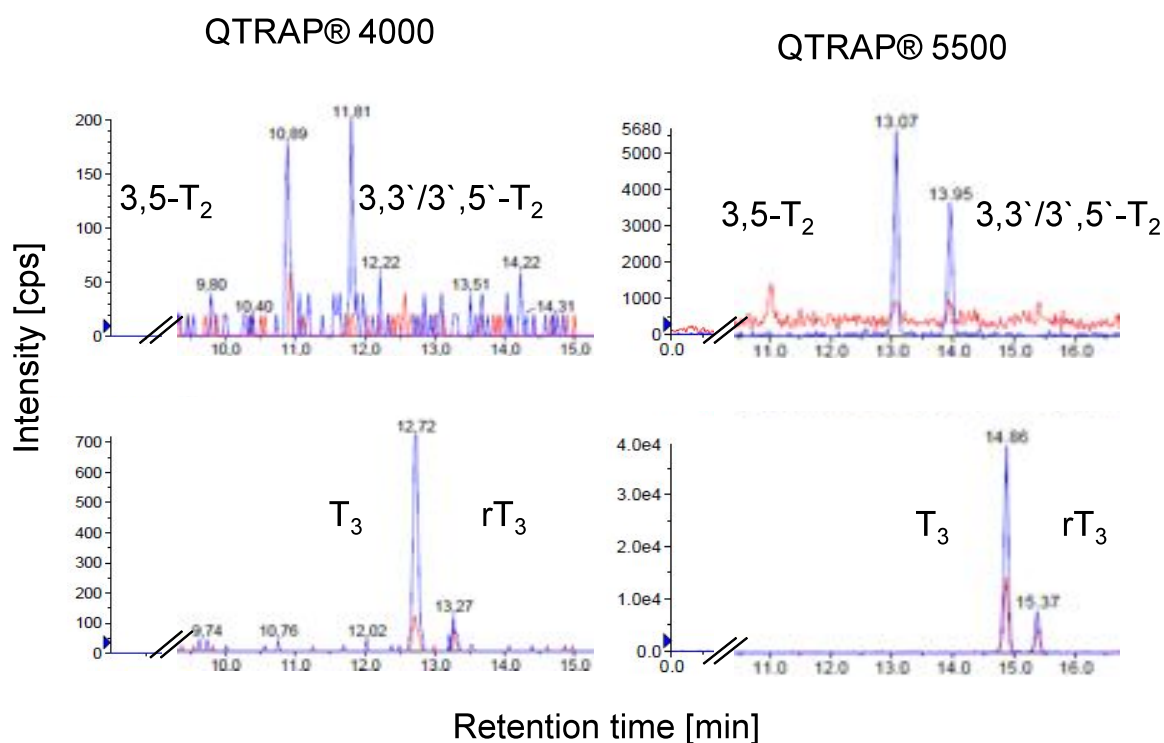 QTRAP® 4000
QTRAP® 5500
Intensity [cps]
200
150
100
50
0
3,5-T2
3,3`/3`,5`-T2
9,80
10,40
10,89
11,81
12,22
13,51
14,22
14,31
10.0 11.0 12.0 13.0 14.0 15.0
5680
5000
4000
3000
2000
1000
0
3,5-T2
3,3`/3`,5`-T2
13,07
13,95
0.0 11.0 12.0 13.0 14.0 15.0 16.0
700
600
500
400
300
200
100
0
T3
rT3
9,74
10,76
12,02
12,72
13,27
10.0 11.0 12.0 13.0 14.0 15.0
4.0e4
3.0e4
2.0e4
1.0e4
0.0
T3
rT3
14,86
15,37
0.0 11.0 12.0 13.0 14.0 15.0 16.0
Retention time [min]